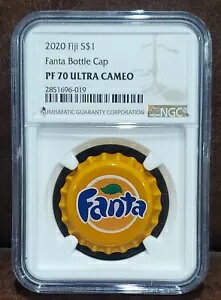 2020 Fiji S$1
Fanta Bottle Cap
PF 70 ULTRA CAMEO
2851696-019
NUMISMATIC GUARANTY CORPORATION
NGC
Fanta